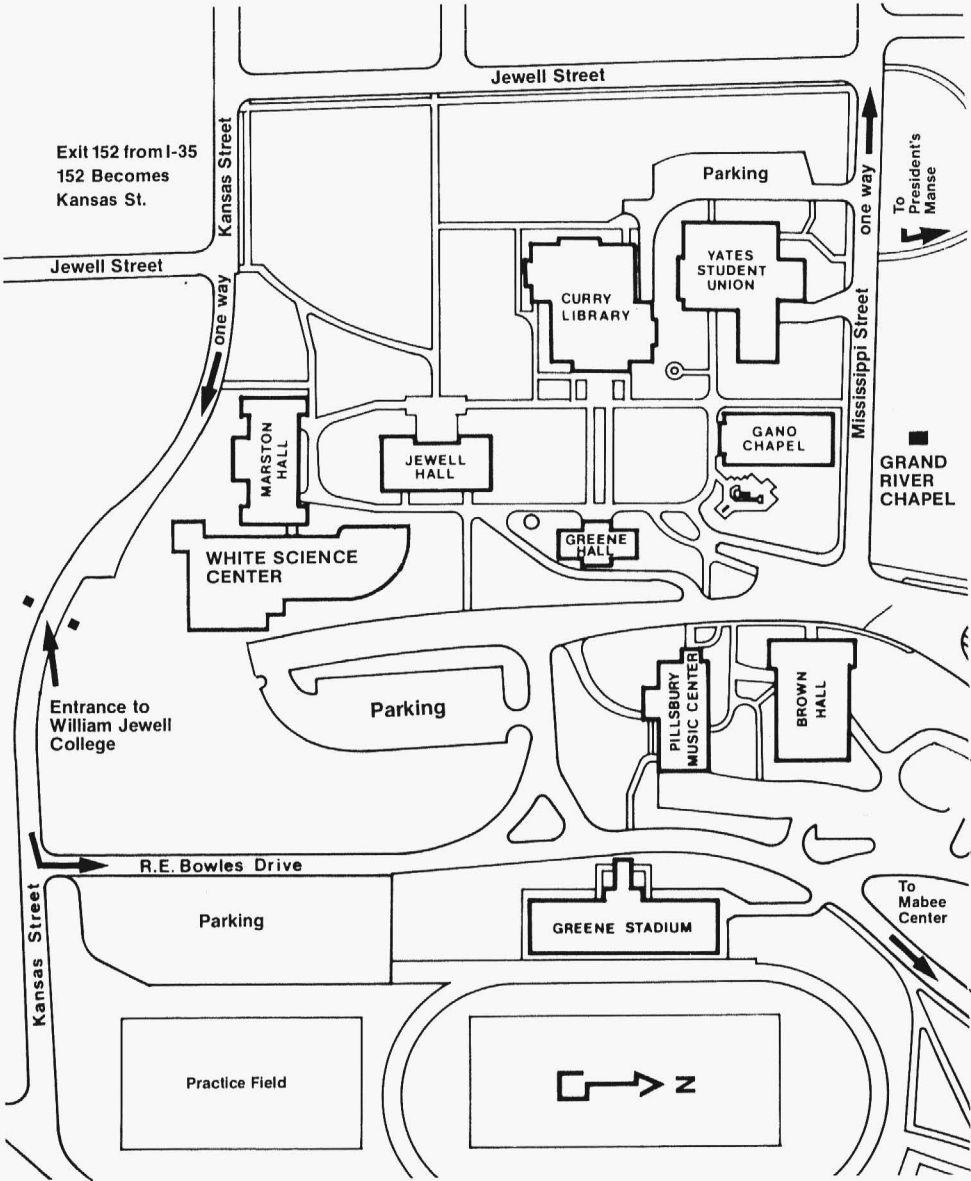 Jewell Street
Kansas Street
Exit 152 from I-35
152 Becomes
Kansas St.
Parking
one way
To
President's
Manse
Jewell Street
YATES
STUDENT
UNION
CURRY
LIBRARY
one way
Mississippi Street
MARSTON
HALL
JEWELL
HALL
GANO
CHAPEL
GRAND
RIVER
CHAPEL
GREENE
HALL
WHITE SCIENCE
CENTER
Entrance to
William Jewell
College
Parking
PILLSBURY
MUSIC CENTER
BROWN
HALL
R.E. Bowles Drive
Kansas Street
Parking
GREENE STADIUM
To
Mabee
Center
Practice Field
N